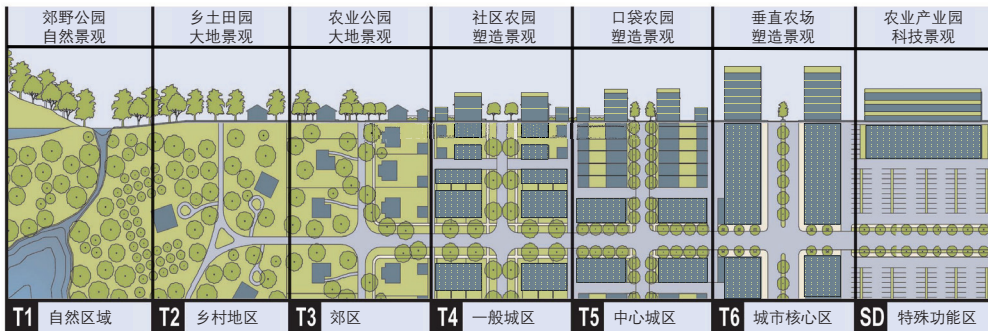 郊野公园
自然景观
乡土田园
大地景观
农业公园
大地景观
社区农园
塑造景观
口袋农园
塑造景观
垂直农场
塑造景观
农业产业园
科技景观
T1 自然区域
T2 乡村地区
T3 郊区
T4 一般城区
T5 中心城区
T6 城市核心区
SD 特殊功能区